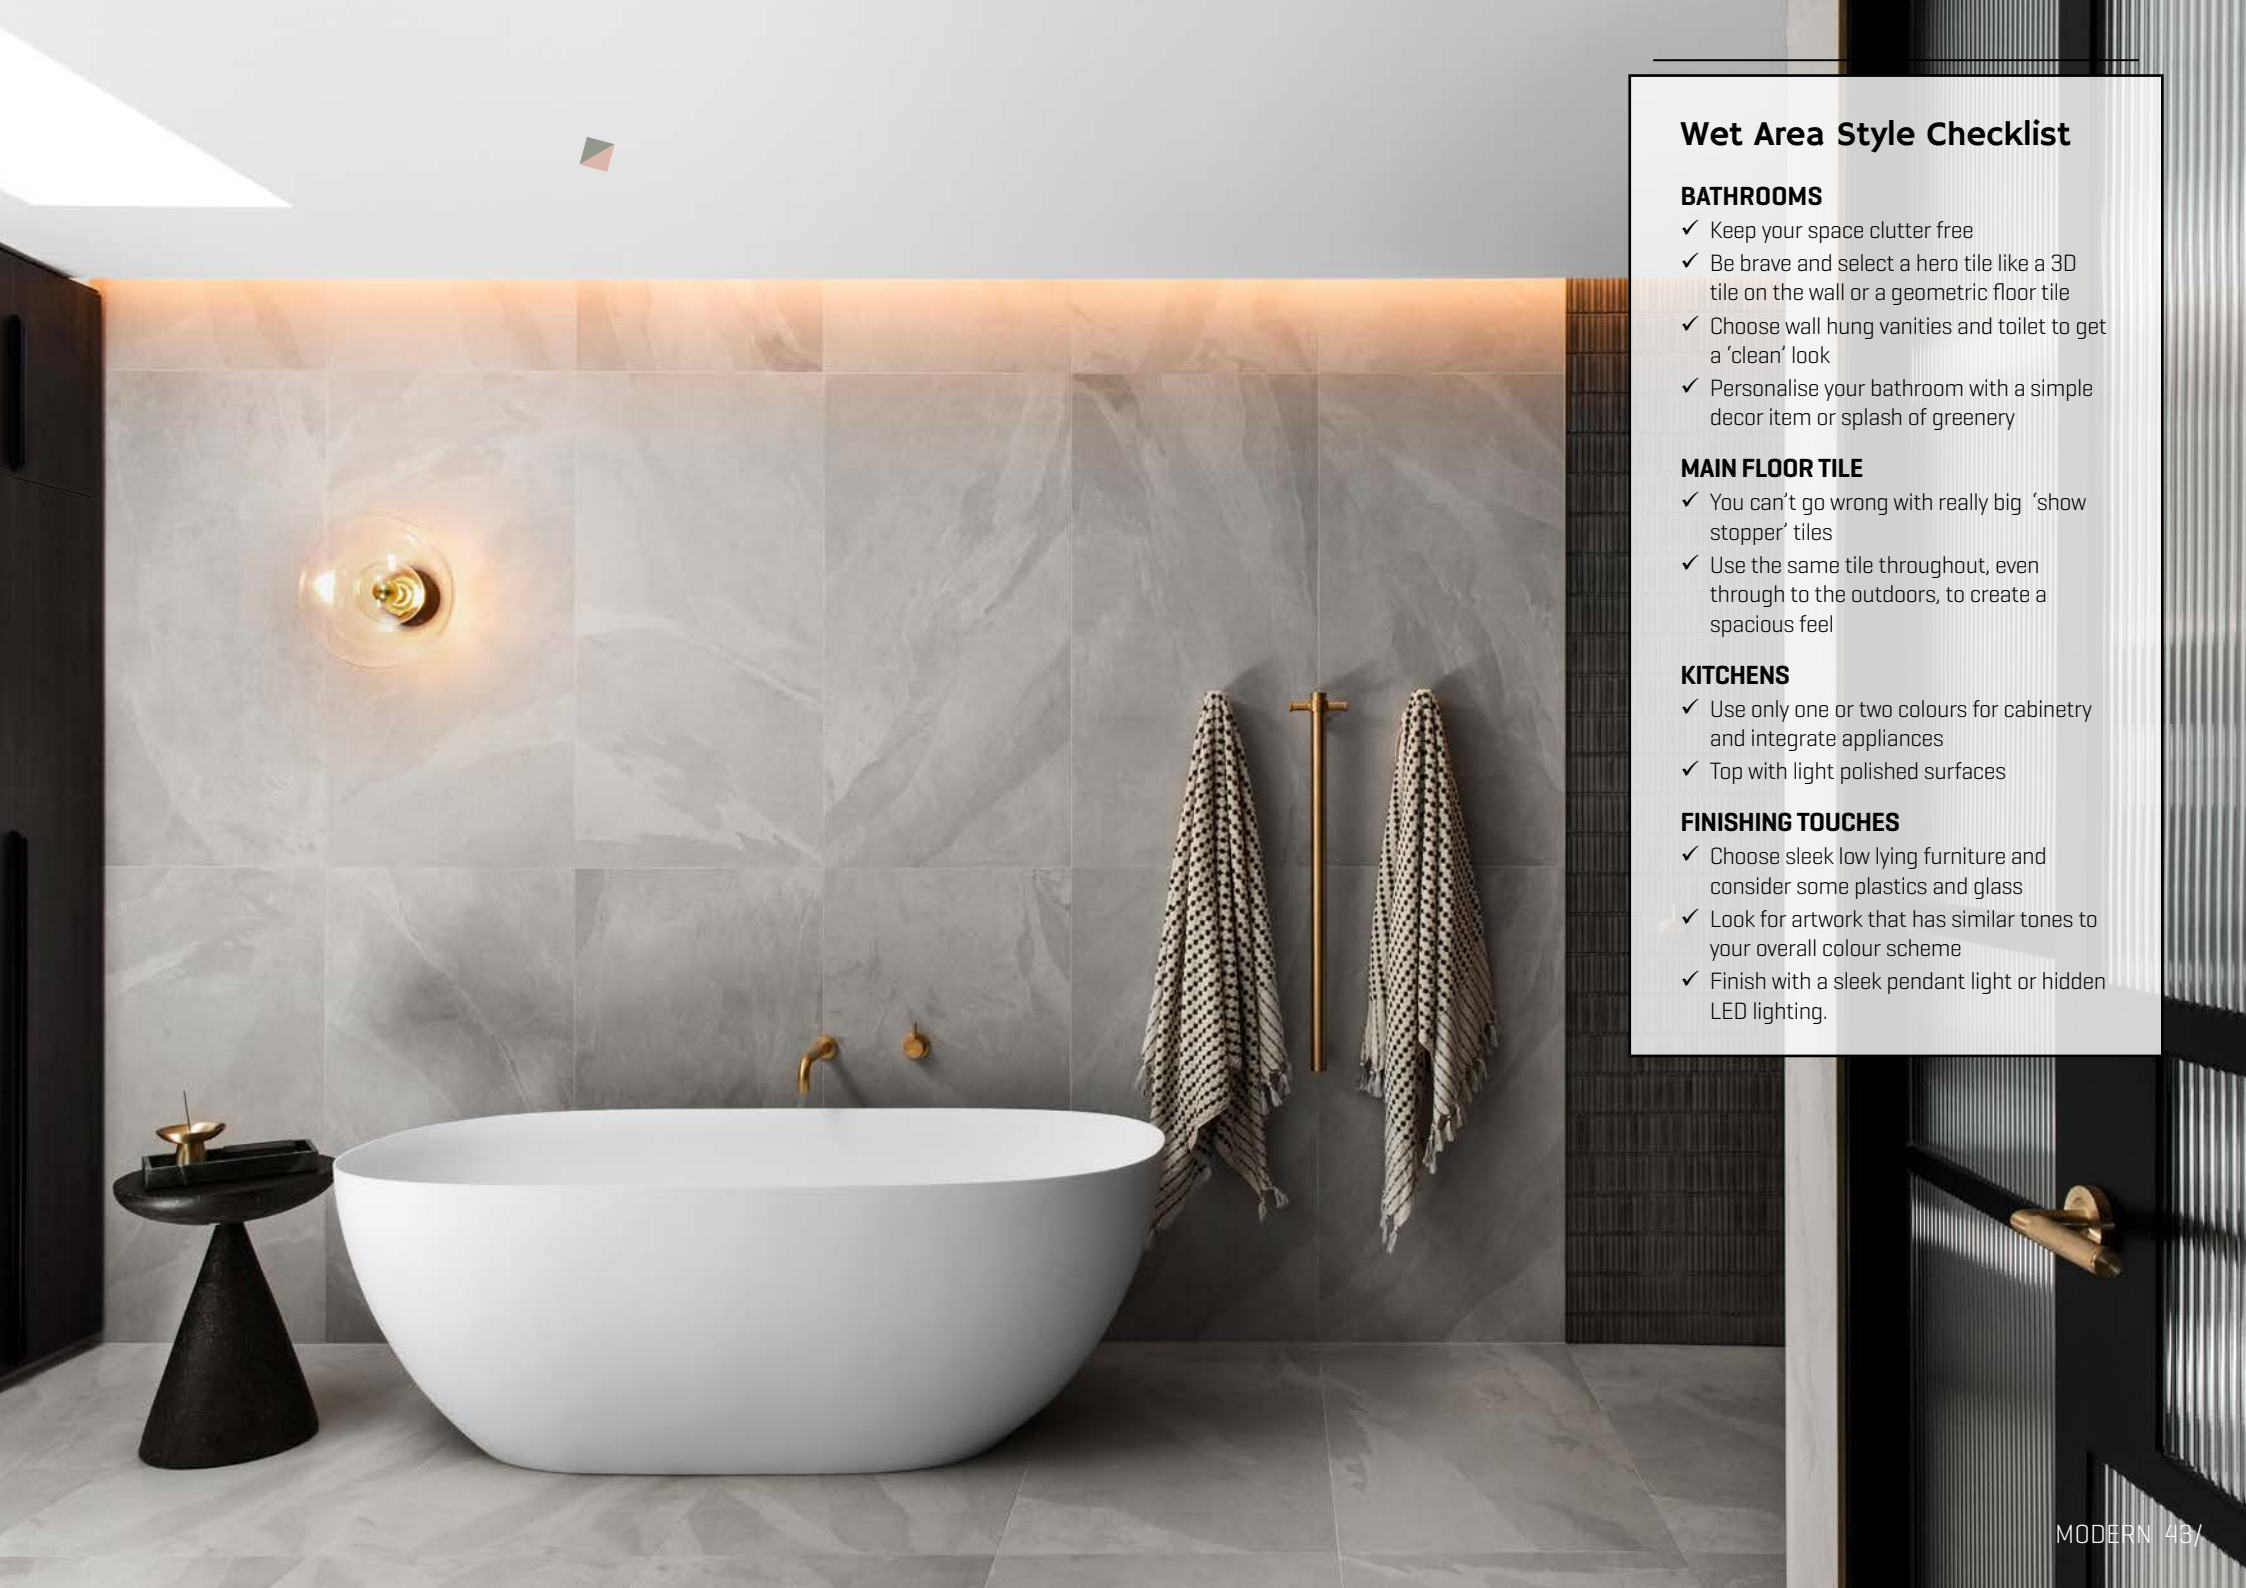 Wet Area Style Checklist
BATHROOMS
✓ Keep your space clutter free
✓ Be brave and select a hero tile like a 3D
tile on the wall or a geometric floor tile
✓ Choose wall hung vanities and toilet to get
a ‘clean’ look
✓ Personalise your bathroom with a simple
decor item or splash of greenery
MAIN FLOOR TILE
✓ You can’t go wrong with really big ‘show
stopper’ tiles
✓ Use the same tile throughout, even
through to the outdoors, to create a
spacious feel
KITCHENS
✓ Use only one or two colours for cabinetry
and integrate appliances
✓ Top with light polished surfaces
FINISHING TOUCHES
✓ Choose sleek low lying furniture and
consider some plastics and glass
✓ Look for artwork that has similar tones to
your overall colour scheme
✓ Finish with a sleek pendant light or hidden
LED lighting.
MODERN 43/